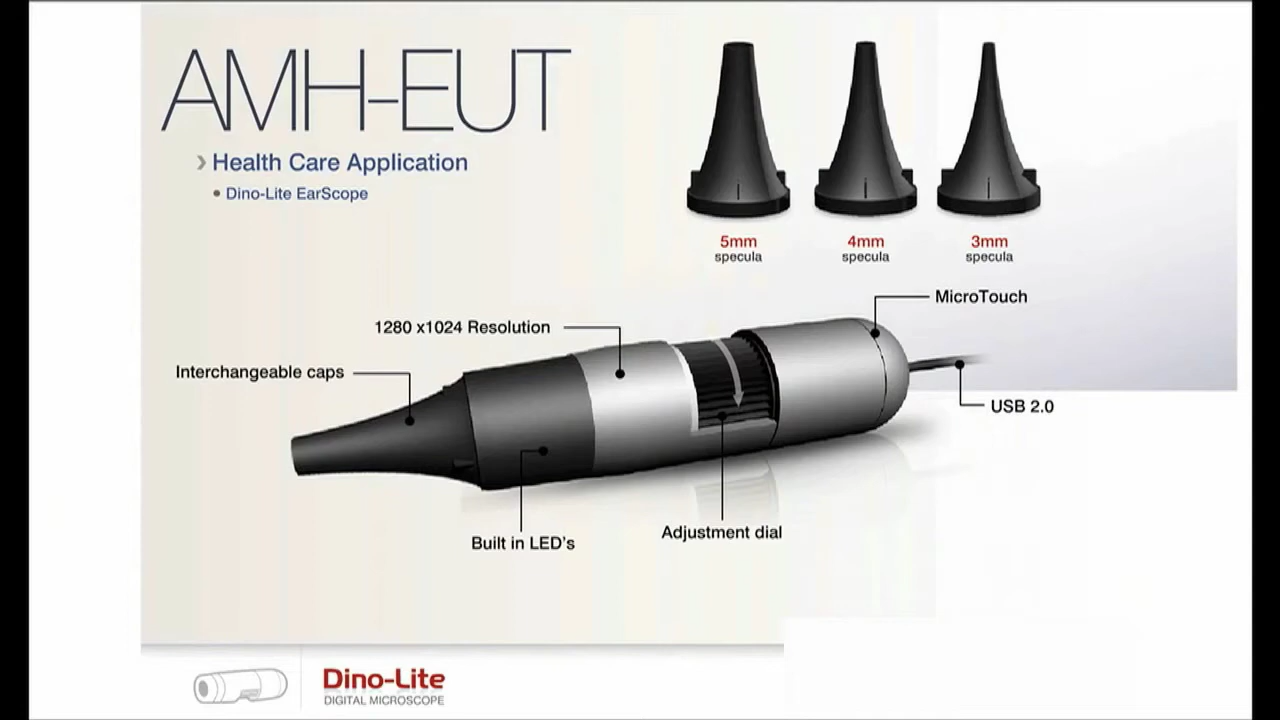 AMH-EUT
› Health Care Application
• Dino-Lite EarScope
5mm
specula
4mm
specula
3mm
specula
MicroTouch
1280 x1024 Resolution
Interchangeable caps
USB 2.0
Adjustment dial
Built in LED's
Dino-Lite
DIGITAL MICROSCOPE